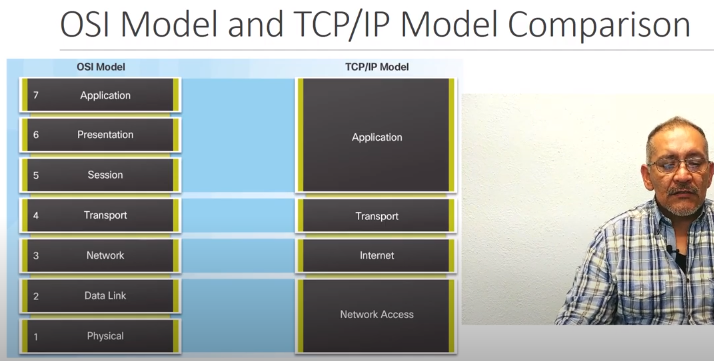 OSI Model and TCP/IP Model Comparison
OSI Model
TCP/IP Model
7 Application
6 Presentation
5 Session
Application
4 Transport
Transport
3 Network
Internet
2 Data Link
1 Physical
Network Access